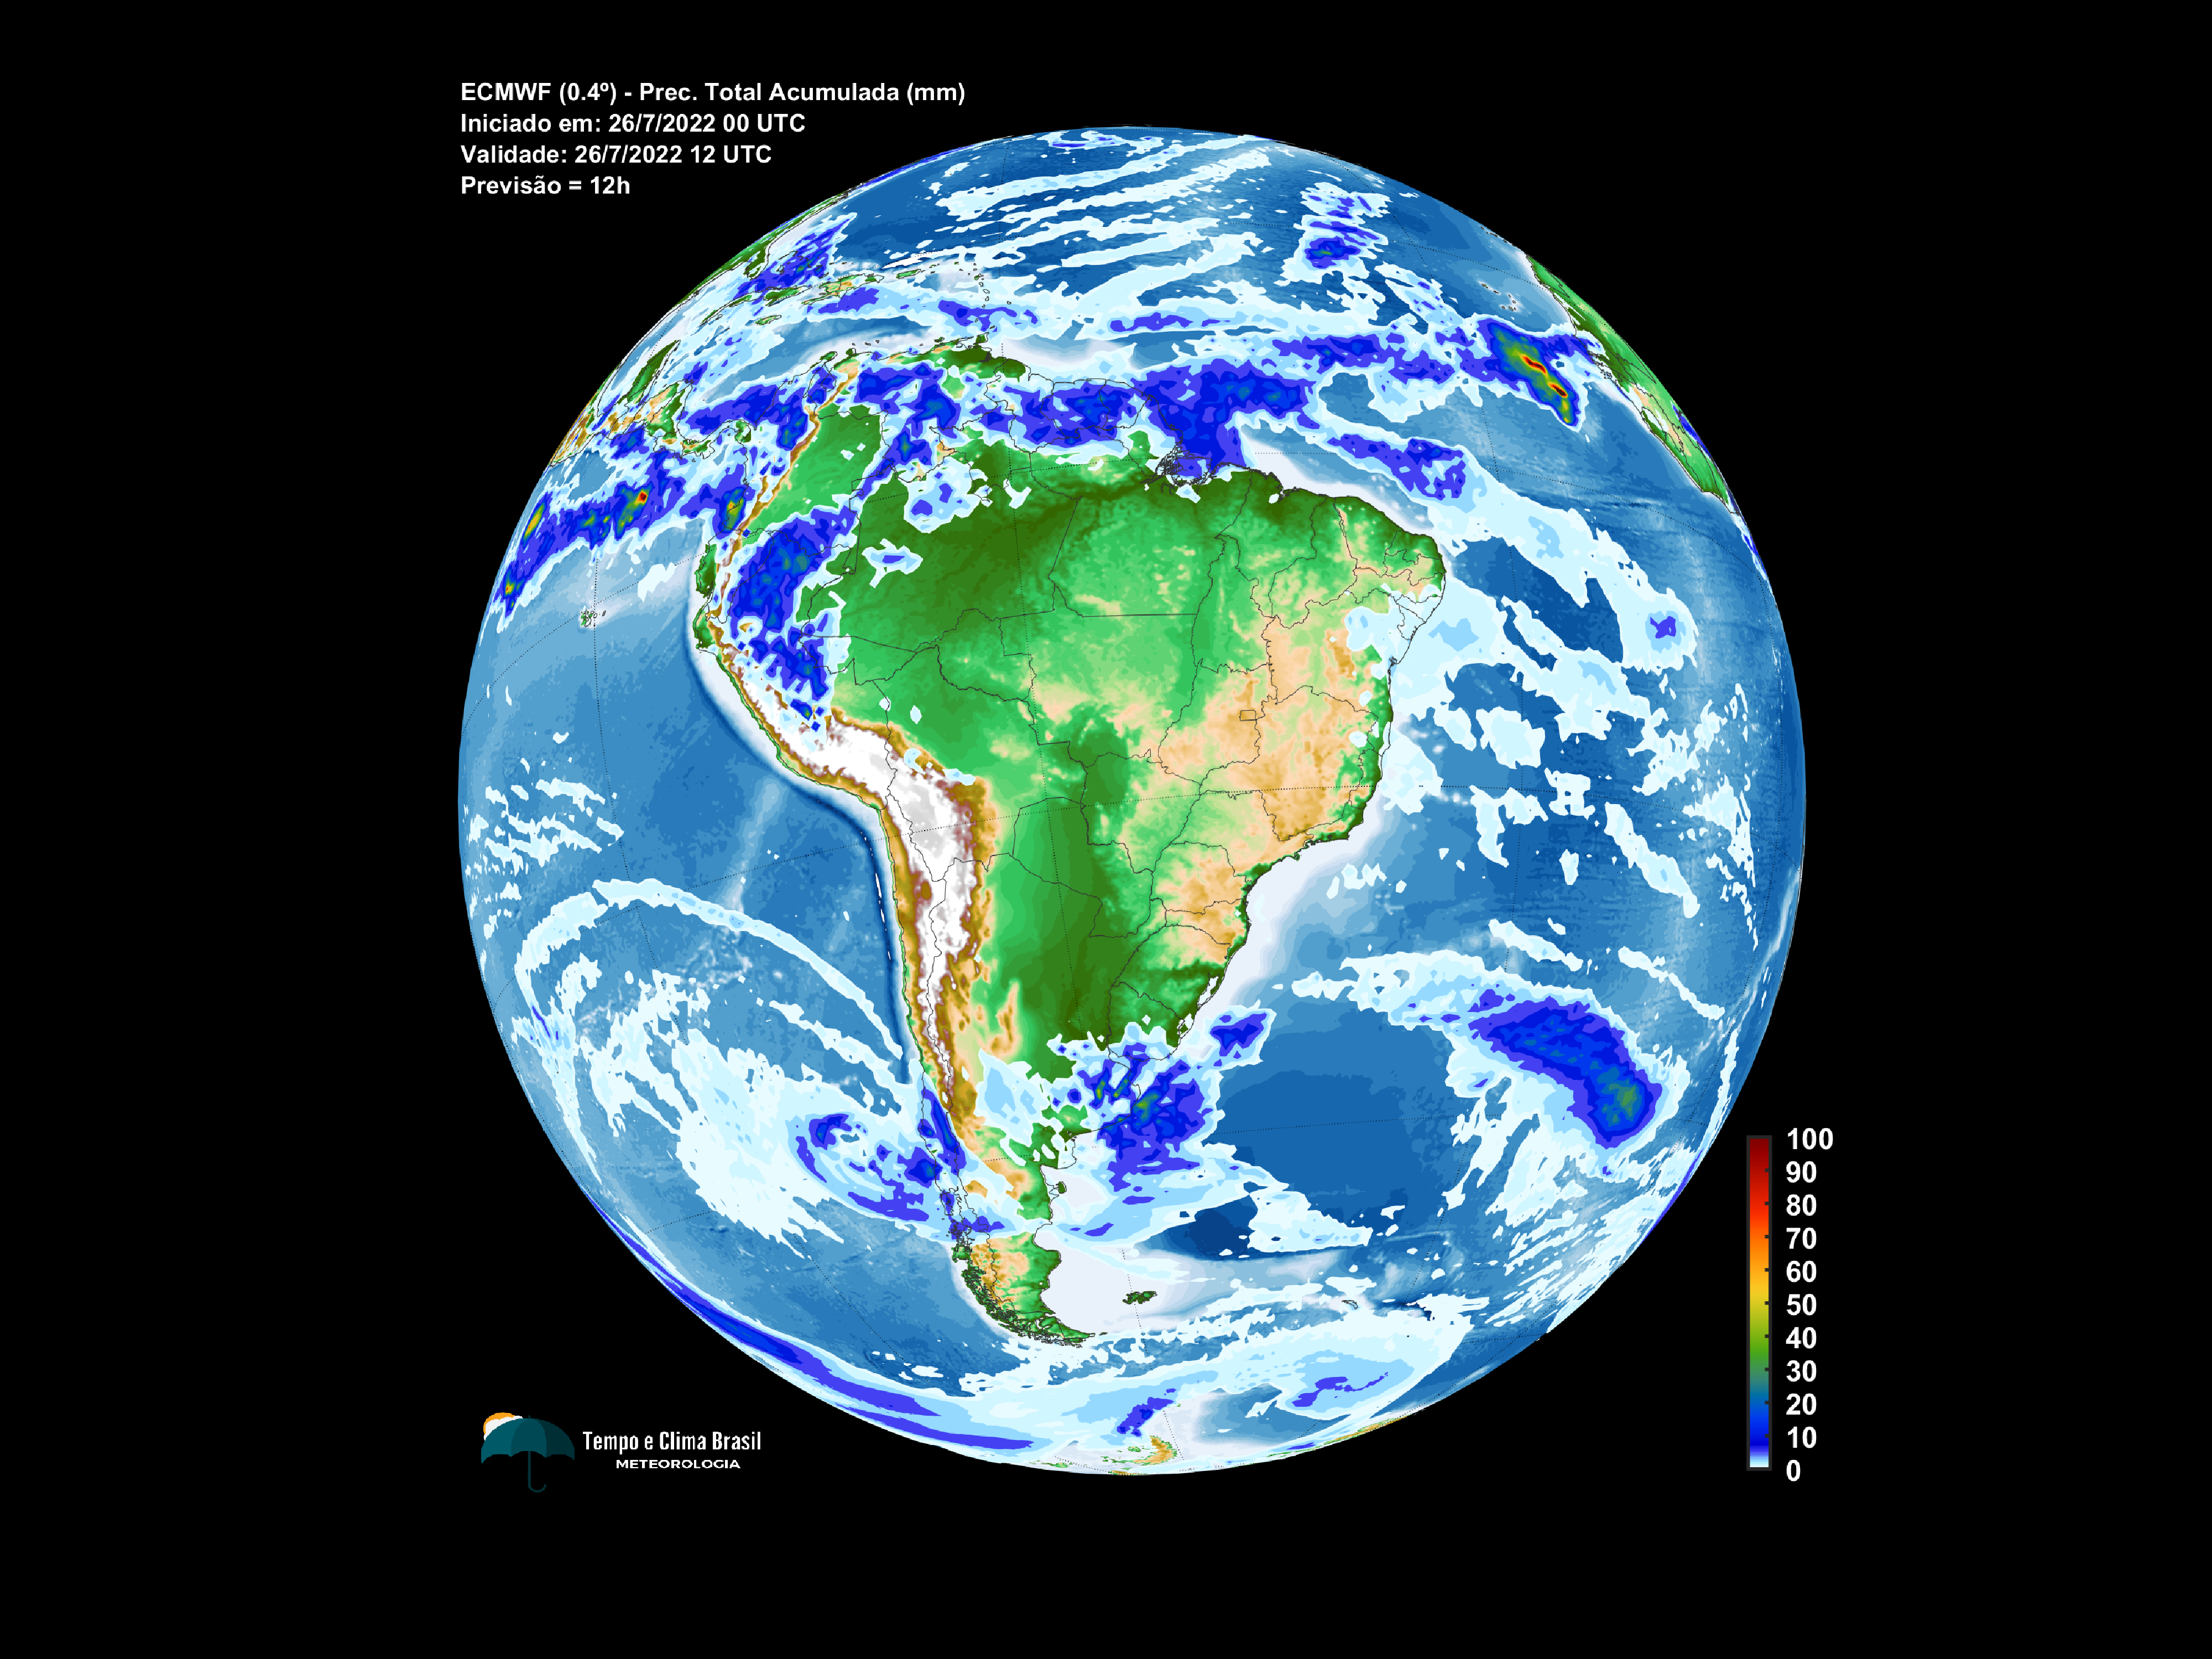 ECMWF (0.4º) - Prec. Total Acumulada (mm)
Iniciado em: 26/7/2022 00 UTC
Validade: 26/7/2022 12 UTC
Previsão = 12h
100
90
80
70
60
50
40
30
20
10
0
Tempo e Clima Brasil
METEOROLOGIA